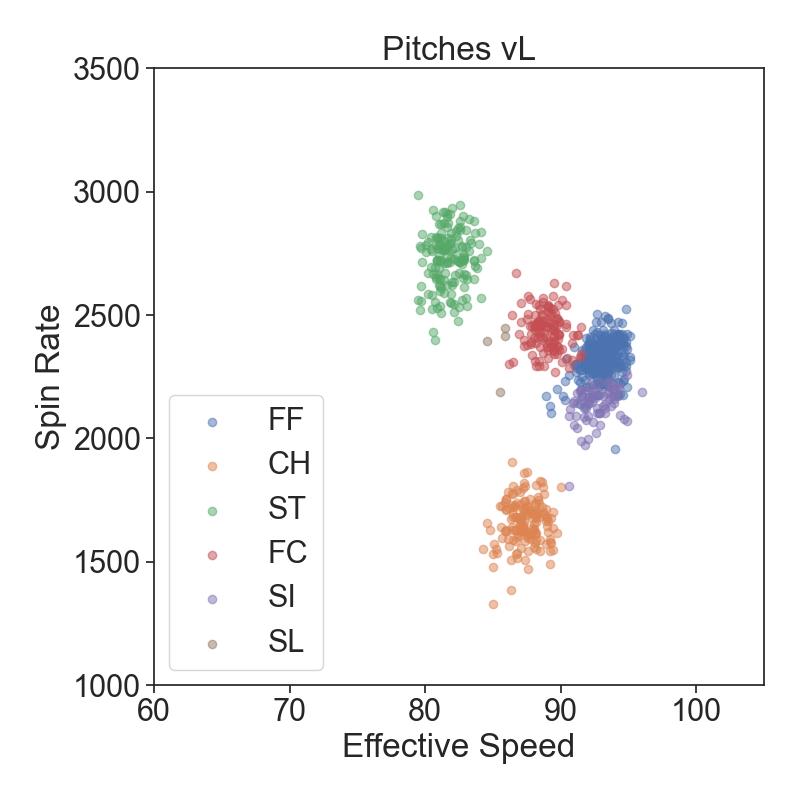 Pitches vL
3500
3000
2500
2000
1500
1000
Spin Rate
FF
CH
ST
FC
SI
SL
60 70 80 90 100
Effective Speed